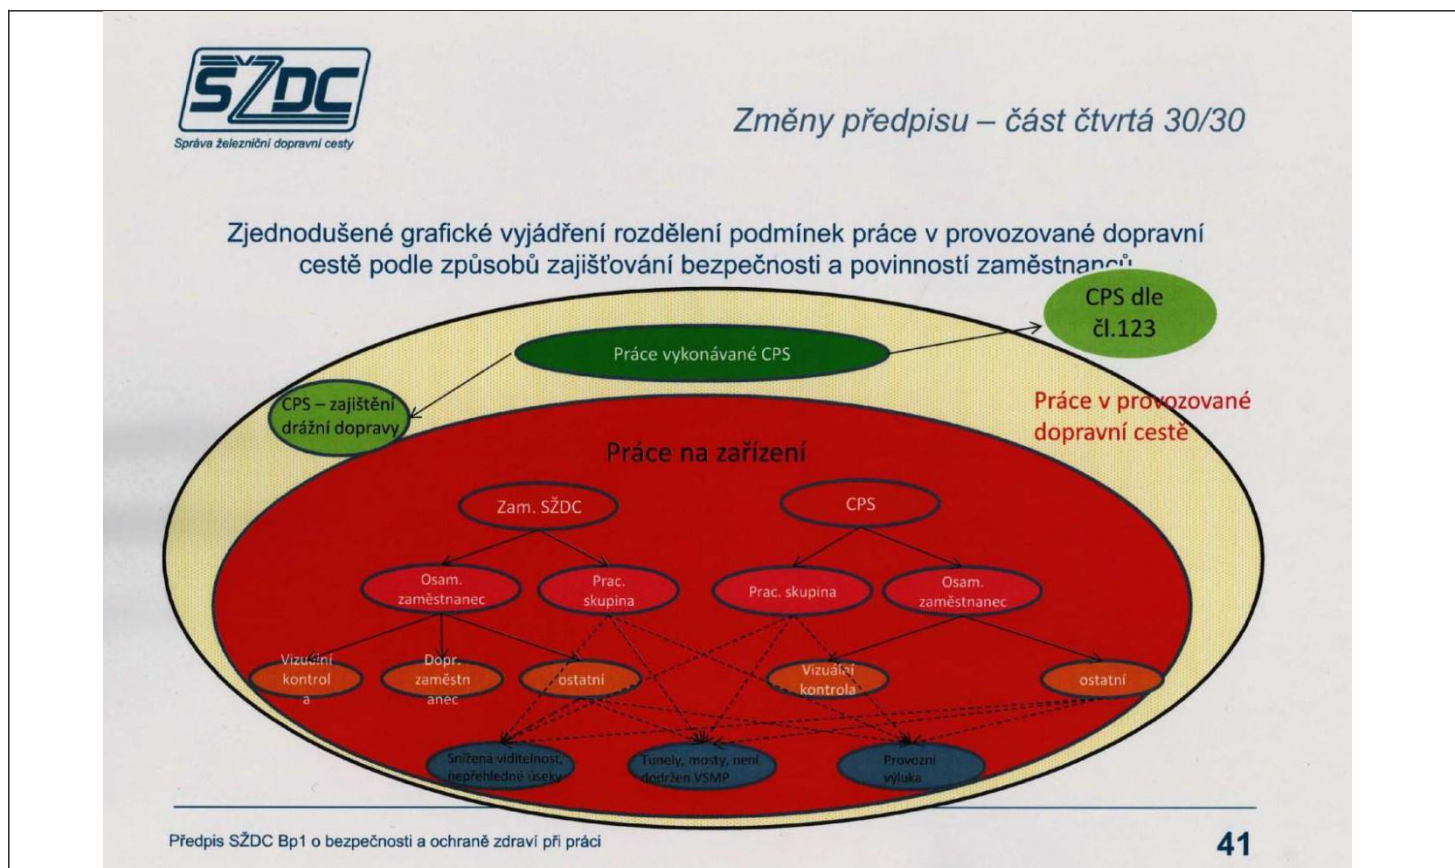 SŽDC
Správa železniční dopravní cesty
Změny předpisu – část čtvrtá 30/30
Zjednodušené grafické vyjádření rozdělení podmínek práce v provozované dopravní
cestě podle způsobů zajišťování bezpečnosti a povinností zaměstnanců
CPS dle
čl.123
Práce vykonávané CPS
CPS – zajištění
drážní dopravy
Práce v provozované
dopravní cestě
Práce na zařízení
Zam. SŽDC
CPS
Osam.
zaměstnanec
Prac.
skupina
Prac. skupina
Osam.
zaměstnanec
Vizuální
kontrol
a
Dopr.
zaměstn
anec
ostatní
Vizuální
kontrola
ostatní
Snížená viditelnost,
nepřehledné úseky
Tunely, mosty, není
dodržen VSMP
Provozní
výluka
Předpis SŽDC Bp1 o bezpečnosti a ochraně zdraví při práci
41